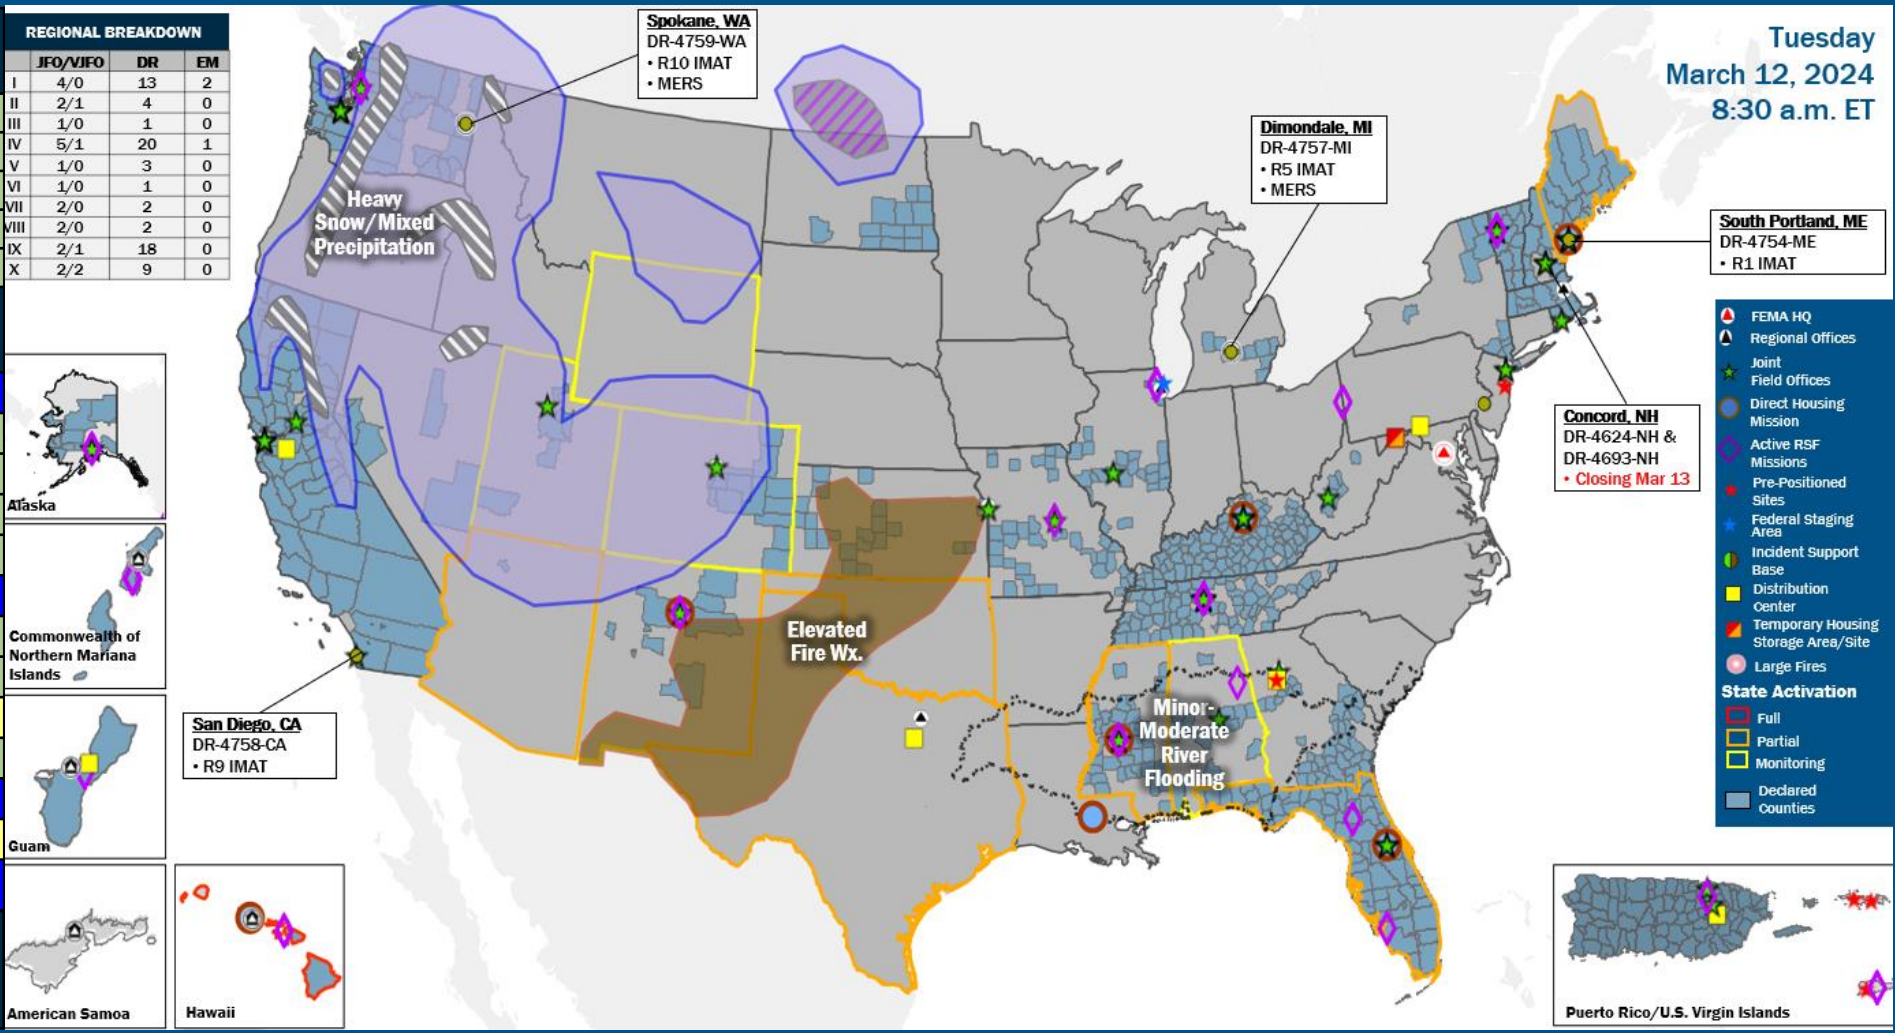 REGIONAL BREAKDOWN
JFO/VJFO DR EM
I 4/0 13 2
II 2/1 4 0
III 1/0 1 0
IV 5/1 20 1
V 1/0 3 0
VI 1/0 1 0
VII 2/0 2 0
VIII 2/0 2 0
IX 2/1 18 0
X 2/2 9 0
Spokane, WA
DR-4759-WA
• R10 IMAT
• MERS
Tuesday
March 12, 2024
8:30 a.m. ET
Dimondale, MI
DR-4757-MI
• R5 IMAT
• MERS
South Portland, ME
DR-4754-ME
• R1 IMAT
Heavy
Snow/Mixed
Precipitation
Concord, NH
DR-4624-NH &
DR-4693-NH
• Closing Mar 13
FEMA HQ
Regional Offices
Joint
Field Offices
Direct Housing
Mission
Active RSF
Missions
Pre-Positioned
Sites
Federal Staging
Area
Incident Support
Base
Distribution
Center
Temporary Housing
Storage Area/Site
Large Fires
State Activation
Full
Partial
Monitoring
Declared
Counties
Elevated
Fire Wx.
Minor-
Moderate
River
Flooding
San Diego, CA
DR-4758-CA
• R9 IMAT
Alaska
Commonwealth of
Northern Mariana
Islands
Guam
American Samoa
Hawaii
Puerto Rico/U.S. Virgin Islands